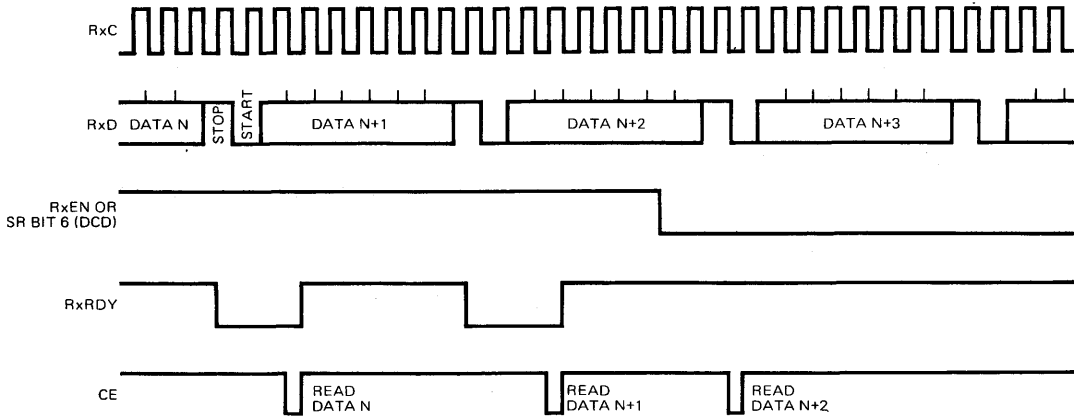 RxC
RxD
DATA N
STOP
START
DATA N+1
DATA N+2
DATA N+3
RxEN OR
SR BIT 6 (DCD)
RxRDY
CE
READ
DATA N
READ
DATA N+1
READ
DATA N+2